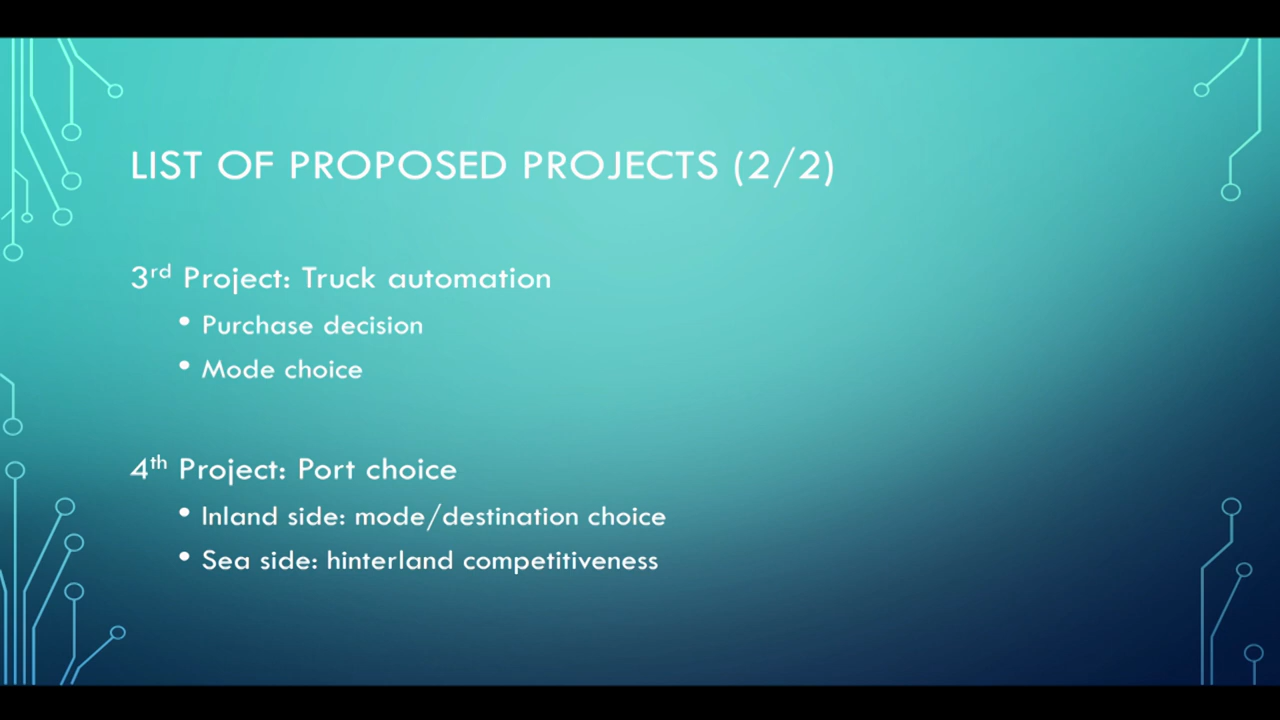 LIST OF PROPOSED PROJECTS (2/2)
3rd Project: Truck automation
• Purchase decision
• Mode choice
4th Project: Port choice
• Inland side: mode/destination choice
• Sea side: hinterland competitiveness